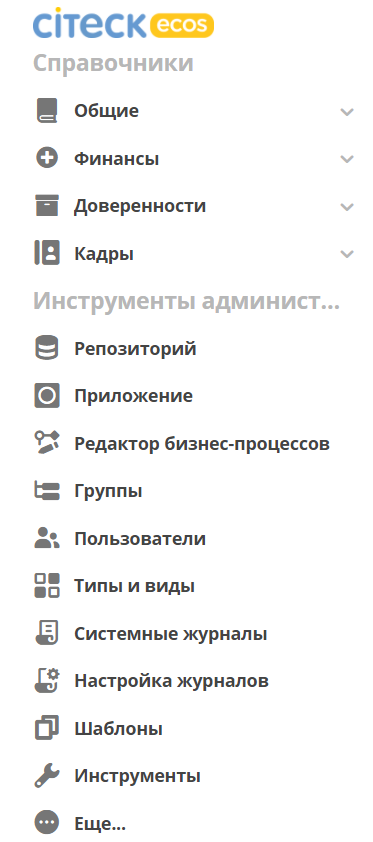 citeck ecos
Справочники
Общие
Финансы
Доверенности
Кадры
Инструменты админист...
Репозиторий
Приложение
Редактор бизнес-процессов
Группы
Пользователи
Типы и виды
Системные журналы
Настройка журналов
Шаблоны
Инструменты
Еще...